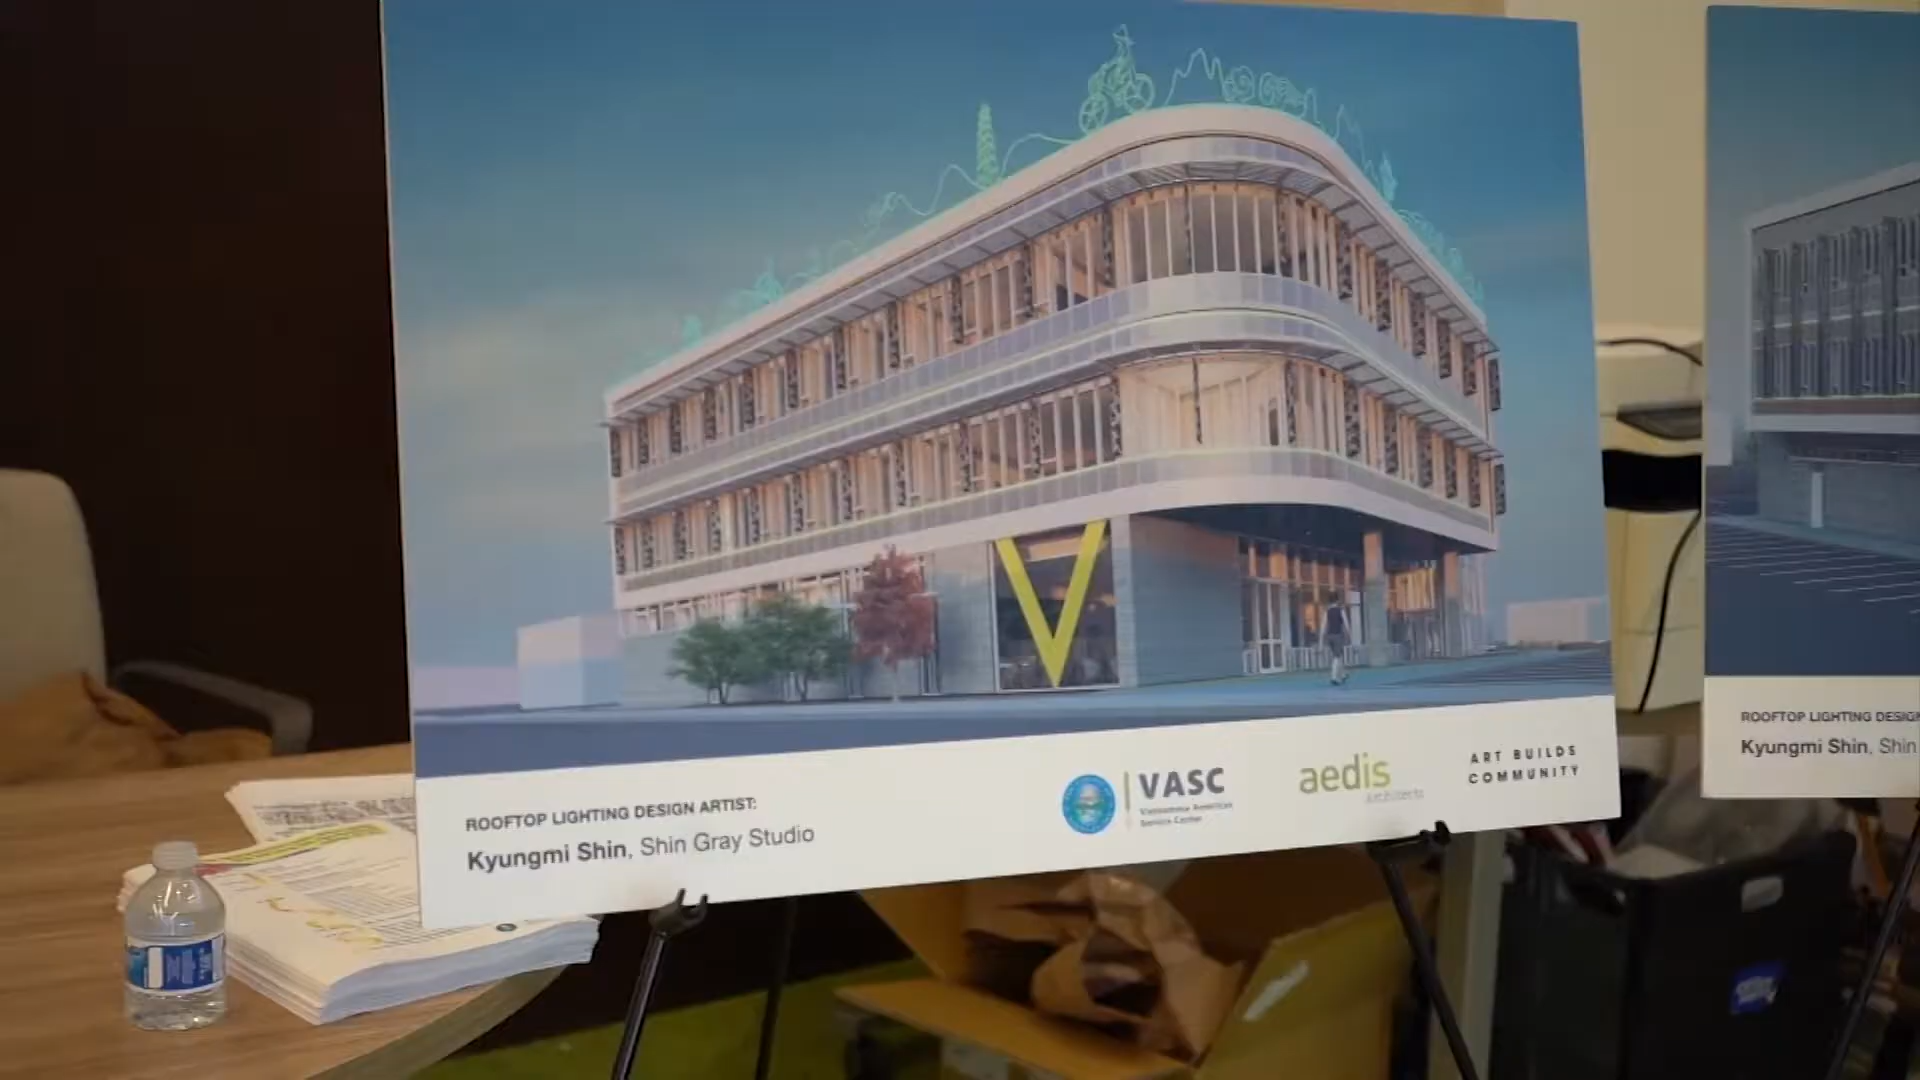 ROOFTOP LIGHTING DESIGN ARTIST:
Kyungmi Shin, Shin Gray Studio
VASC
Vietnamese American
Service Center
aedis
architects
ART BUILDS
COMMUNITY
V
ROOFTOP LIGHTING DESIGN
Kyungmi Shin, Shin